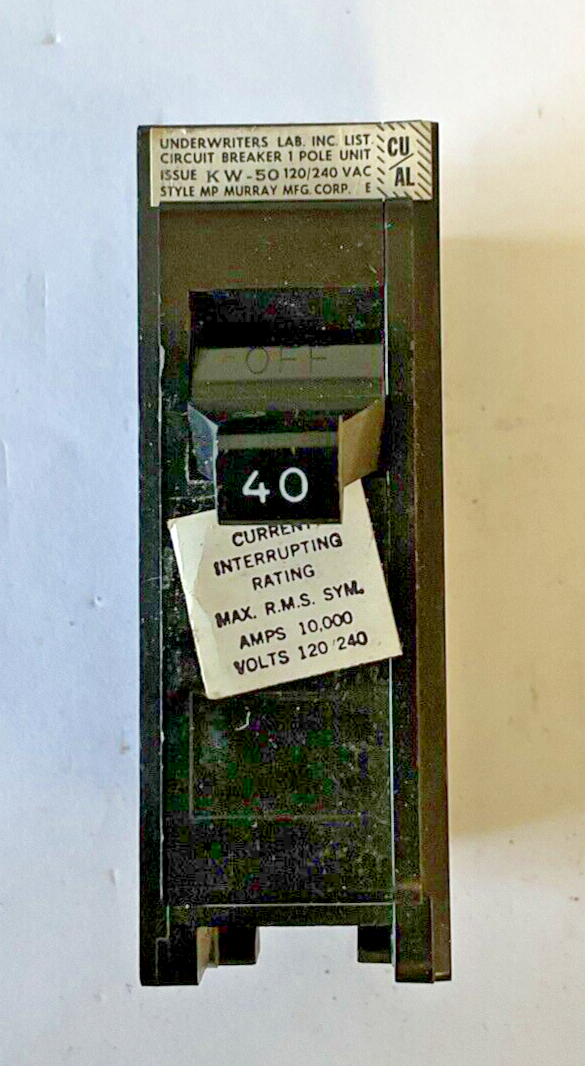 UNDERWRITERS LAB. INC. LIST.
CIRCUIT BREAKER 1 POLE UNIT
ISSUE KW-50 120/240 VAC
STYLE MP MURRAY MFG. CORP. E
CU/AL
OFF
40
CURRENT
INTERRUPTING
RATING
MAX. R.M.S. SYM.
AMPS 10,000
VOLTS 120/240